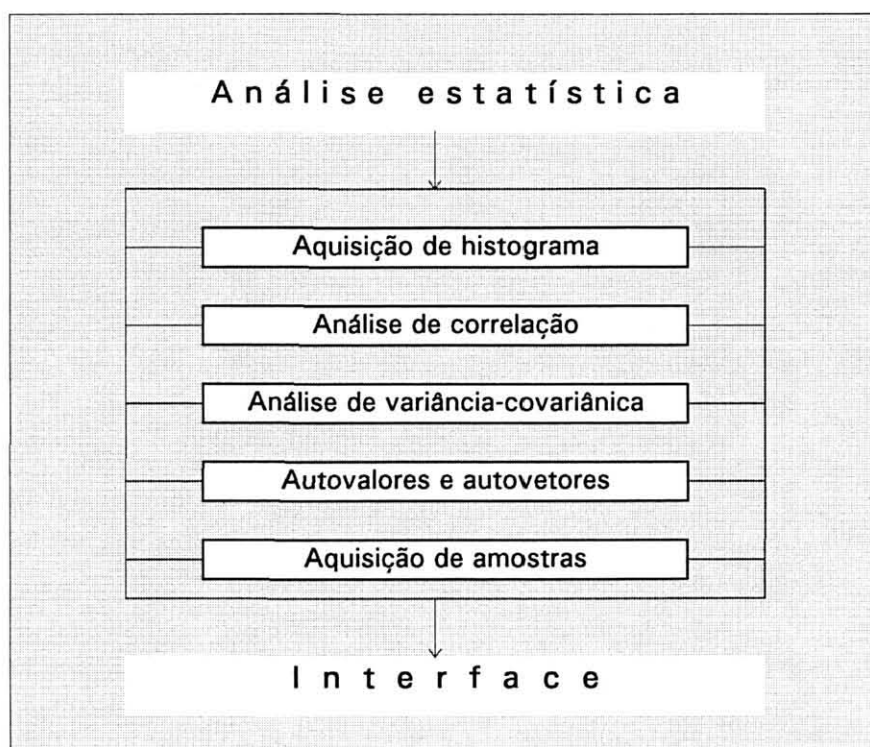 Análise estatística
Aquisição de histograma
Análise de correlação
Análise de variância-covariânica
Autovalores e autovetores
Aquisição de amostras
Interface